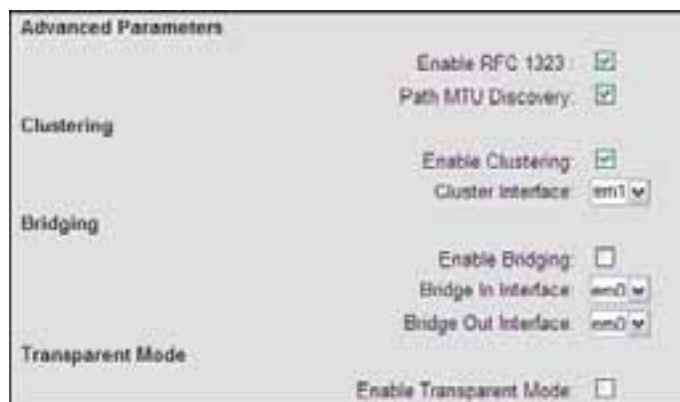 Advanced Parameters
Enable RFC 1323 :
Path MTU Discovery:
Clustering
Enable Clustering:
Cluster Interface: em1
Bridging
Enable Bridging:
Bridge In Interface: em0
Bridge Out Interface: em0
Transparent Mode
Enable Transparent Mode: